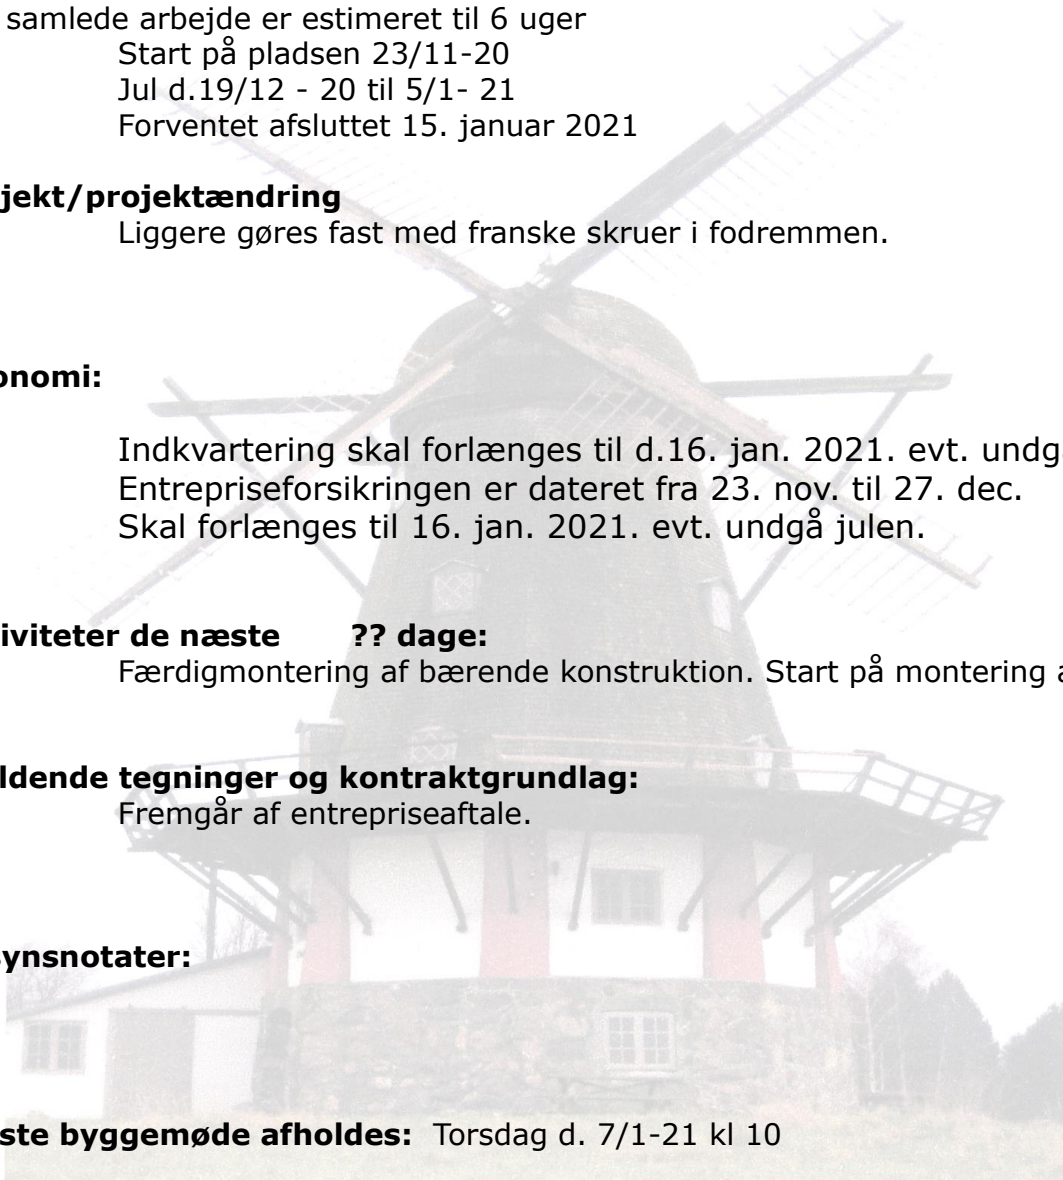 samlede arbejde er estimeret til 6 uger
Start på pladsen 23/11-20
Jul d.19/12 - 20 til 5/1- 21
Forventet afsluttet 15. januar 2021
jekt/projektændring
Liggere gøres fast med franske skruer i fodremmen.
onomi:
Indkvartering skal forlænges til d.16. jan. 2021. evt. undg
Entrepriseforsikringen er dateret fra 23. nov. til 27. dec.
Skal forlænges til 16. jan. 2021. evt. undgå julen.
iviteter de næste ?? dage:
Færdigmontering af bærende konstruktion. Start på montering a
ldende tegninger og kontraktgrundlag:
Fremgår af entrepriseaftale.
synsnotater:
ste byggemøde afholdes: Torsdag d. 7/1-21 kl 10